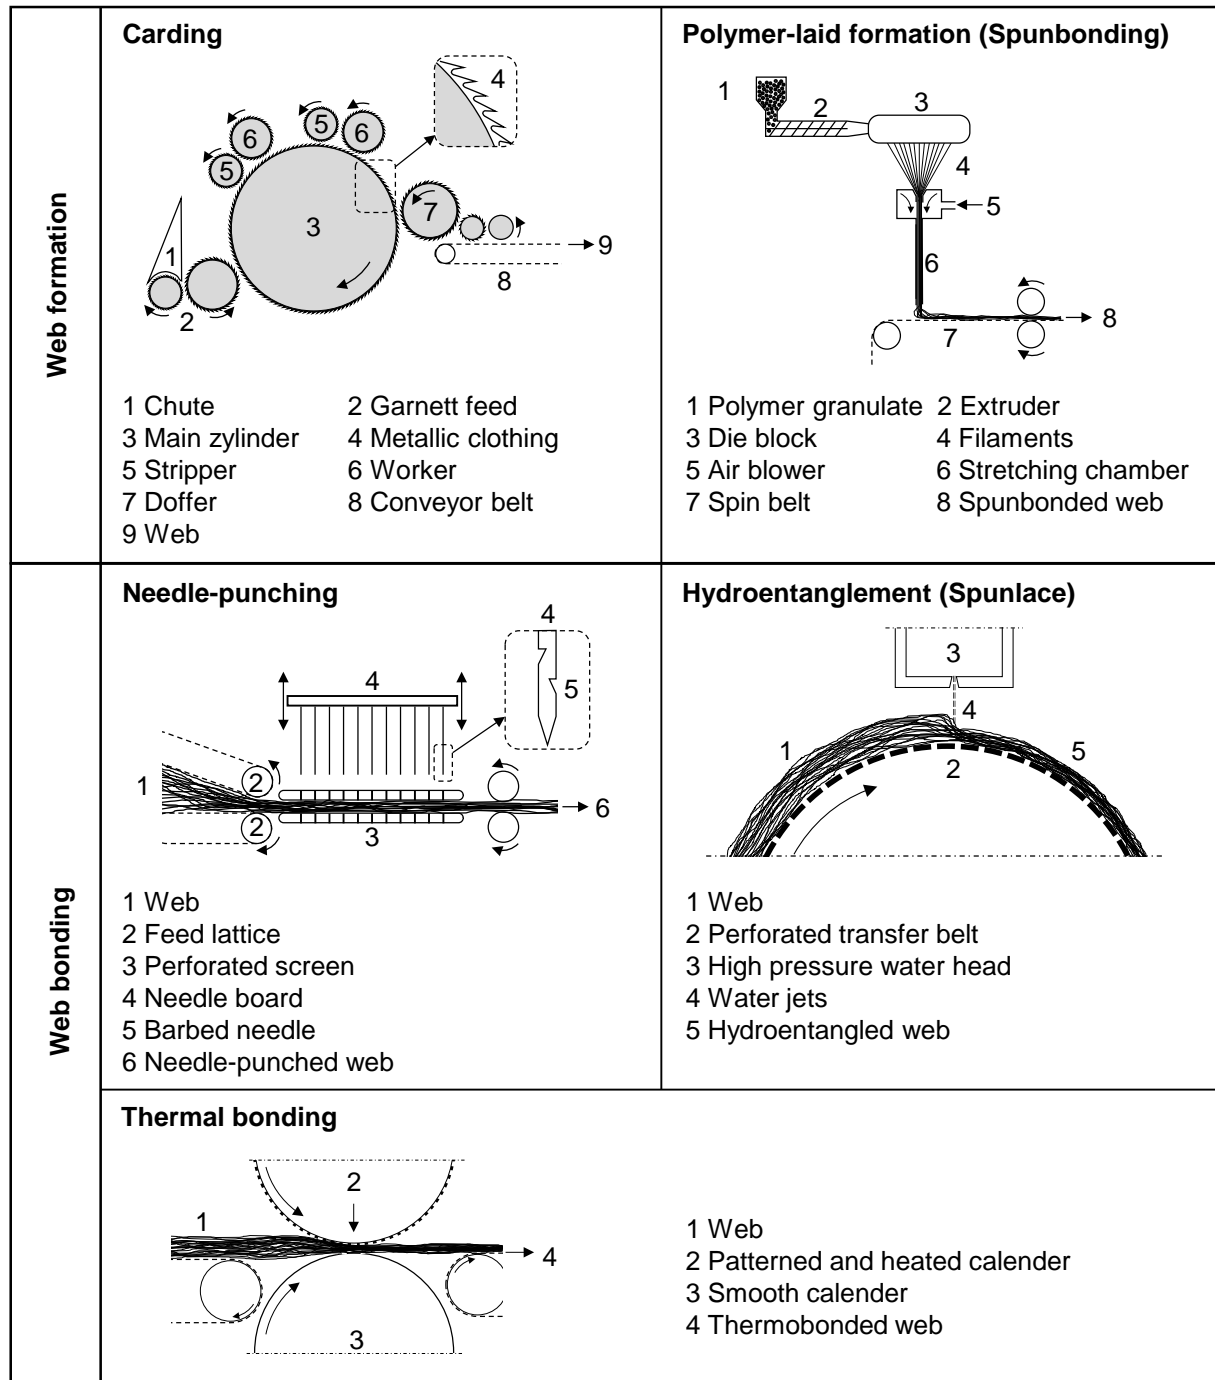 Web formation
Carding
4
5
6
6
5
3
7
1
9
8
2
1 Chute 2 Garnett feed
3 Main zylinder 4 Metallic clothing
5 Stripper 6 Worker
7 Doffer 8 Conveyor belt
9 Web
Polymer-laid formation (Spunbonding)
1
2
3
4
5
6
7
8
1 Polymer granulate 2 Extruder
3 Die block 4 Filaments
5 Air blower 6 Stretching chamber
7 Spin belt 8 Spunbonded web
Web bonding
Needle-punching
4
4
5
1
2
2
3
6
1 Web
2 Feed lattice
3 Perforated screen
4 Needle board
5 Barbed needle
6 Needle-punched web
Hydroentanglement (Spunlace)
3
4
1
2
5
1 Web
2 Perforated transfer belt
3 High pressure water head
4 Water jets
5 Hydroentangled web
Thermal bonding
2
1
4
3
1 Web
2 Patterned and heated calender
3 Smooth calender
4 Thermobonded web